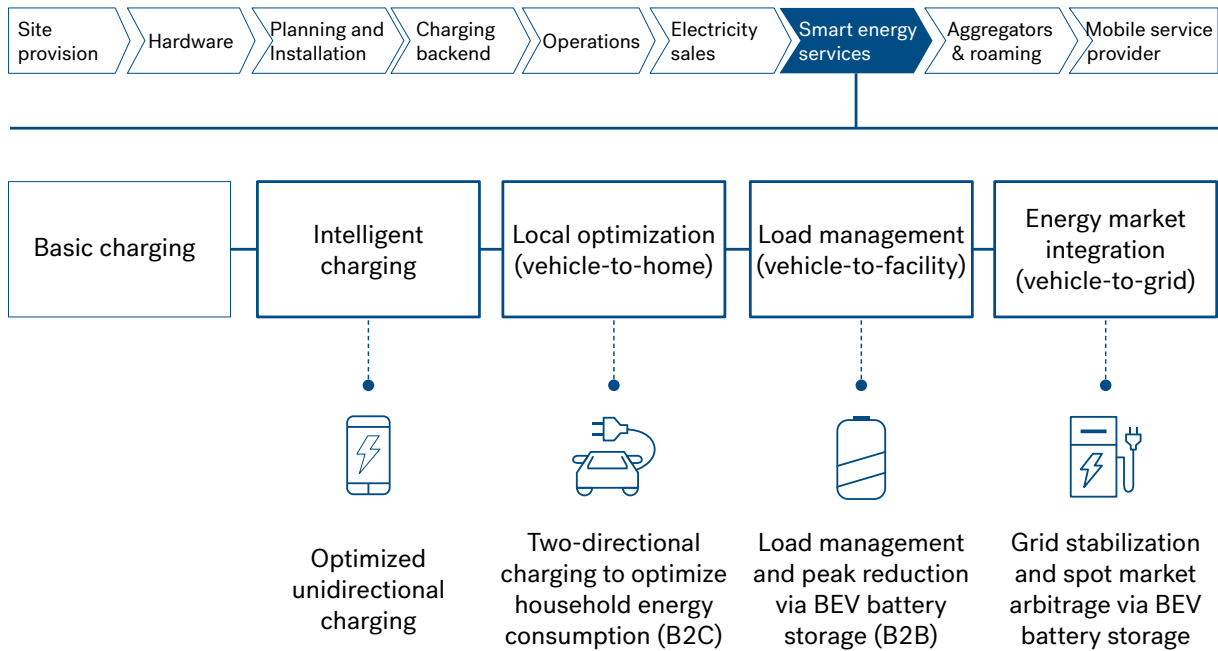 Site
provision
Hardware
Planning and
Installation
Charging
backend
Operations
Electricity
sales
Smart energy
services
Aggregators
& roaming
Mobile service
provider
Basic charging
Intelligent
charging
Local optimization
(vehicle-to-home)
Load management
(vehicle-to-facility)
Energy market
integration
(vehicle-to-grid)
Optimized
unidirectional
charging
Two-directional
charging to optimize
household energy
consumption (B2C)
Load management
and peak reduction
via BEV battery
storage (B2B)
Grid stabilization
and spot market
arbitrage via BEV
battery storage